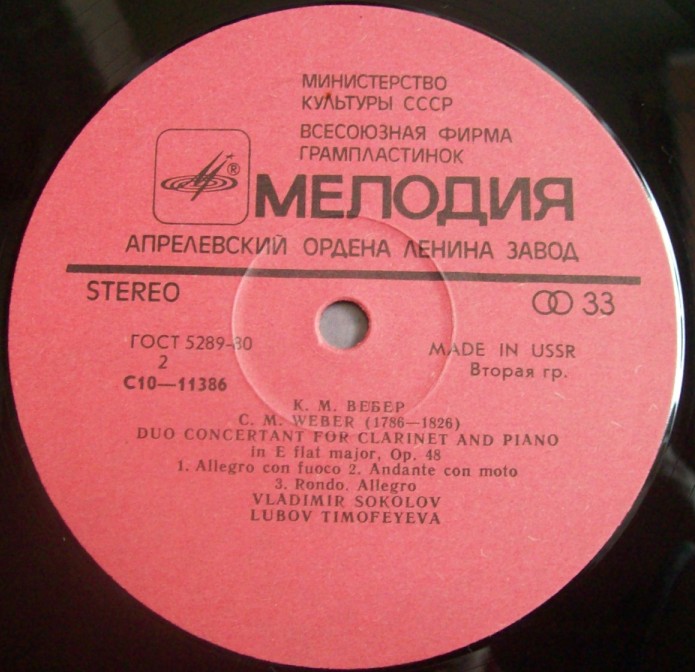 МИНИСТЕРСТВО
КУЛЬТУРЫ СССР
ВСЕСОЮЗНАЯ ФИРМА
ГРАМПЛАСТИНОК
®
МЕЛОДИЯ
АПРЕЛЕВСКИЙ ОРДЕНА ЛЕНИНА ЗАВОД
STEREO
33
ГОСТ 5289-80
MADE IN USSR
2
Вторая гр.
С10—11386
К. М. ВЕБЕР
C. M. WEBER (1786—1826)
DUO CONCERTANT FOR CLARINET AND PIANO
in E flat major, Op. 48
1. Allegro con fuoco 2. Andante con moto
3. Rondo. Allegro
VLADIMIR SOKOLOV
LUBOV TIMOFEYEVA